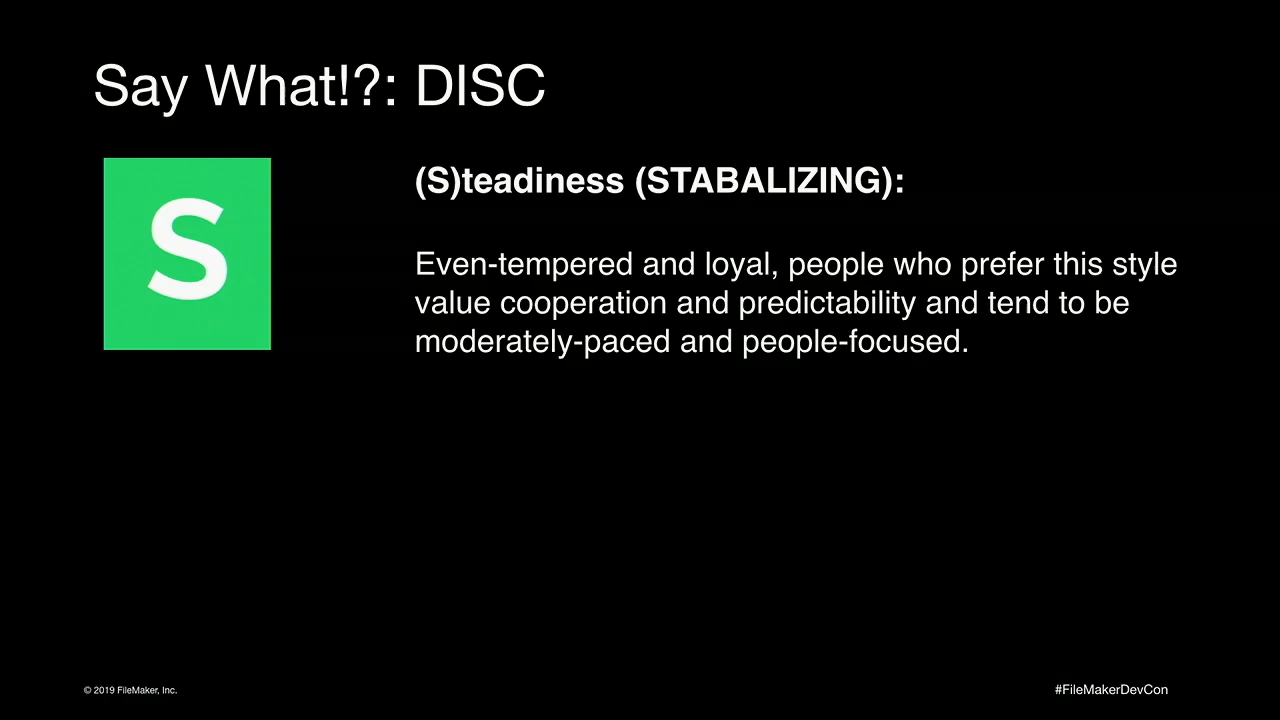 Say What!?: DISC
S
(S)teadiness (STABALIZING):
Even-tempered and loyal, people who prefer this style
value cooperation and predictability and tend to be
moderately-paced and people-focused.
© 2019 FileMaker, Inc.
#FileMakerDevCon